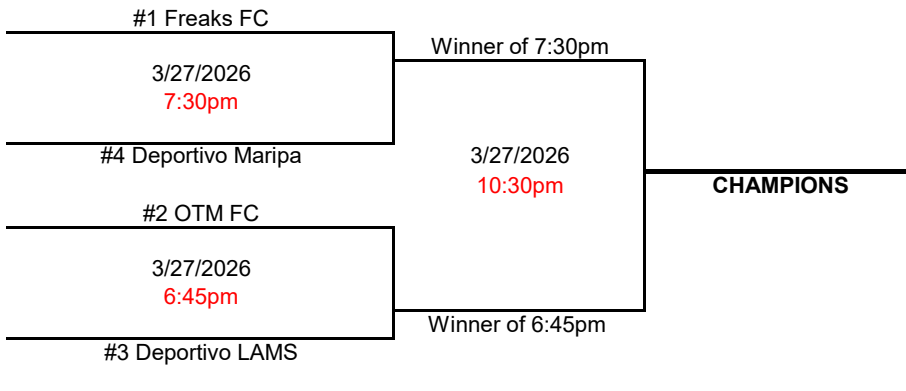 #1 Freaks FC
3/27/2026
7:30pm
#4 Deportivo Maripa
#2 OTM FC
3/27/2026
6:45pm
#3 Deportivo LAMS
Winner of 7:30pm
3/27/2026
10:30pm
Winner of 6:45pm
CHAMPIONS